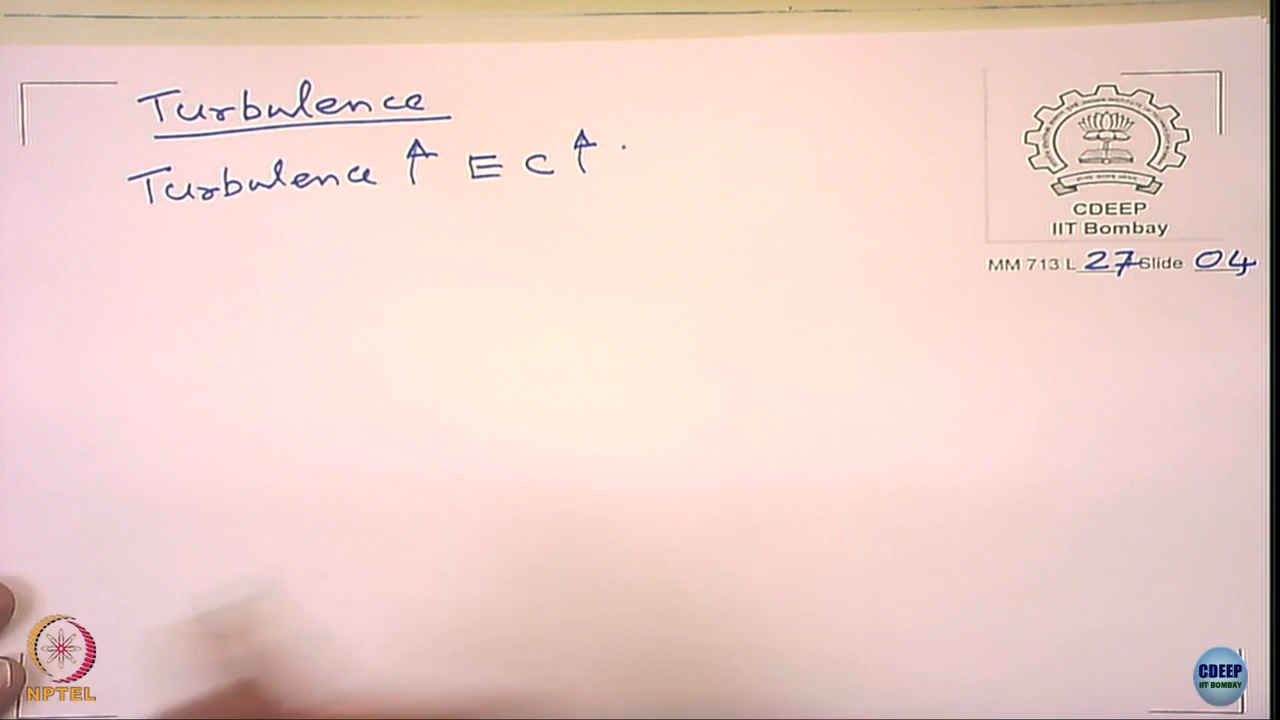 Turbulence
Turbulence ↑ E C ↑ .
CDEEP
IIT Bombay
MM 713 L 27 Slide 04
NPTEL
CDEEP
IIT BOMBAY